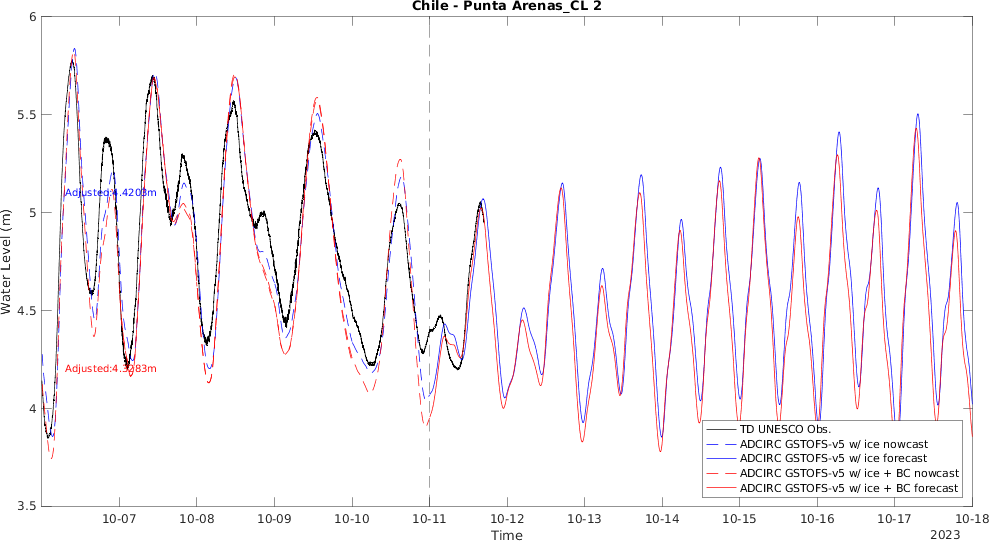 Chile - Punta Arenas_CL 2
6
5.5
5
4.5
4
3.5
Water Level (m)
Adjusted:4.4203m
Adjusted:4.3283m
TD UNESCO Obs.
ADCIRC GSTOFS-v5 w/ ice nowcast
ADCIRC GSTOFS-v5 w/ ice forecast
ADCIRC GSTOFS-v5 w/ ice + BC nowcast
ADCIRC GSTOFS-v5 w/ ice + BC forecast
10-07 10-08 10-09 10-10 10-11 10-12 10-13 10-14 10-15 10-16 10-17 10-18
Time
2023